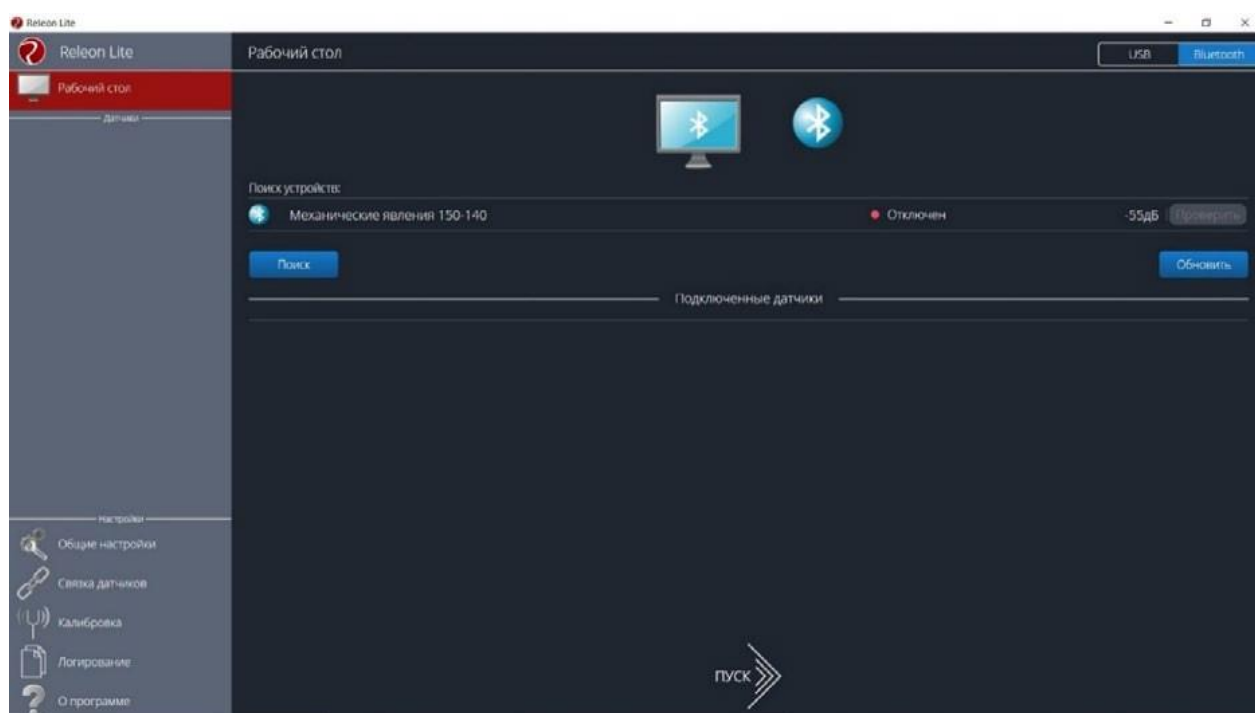 Releon Lite
Releon Lite
Рабочий стол
USB
Bluetooth
Рабочий стол
Датчики
Поиск устройств:
Механические явления 150-140
Отключен
-55дБ
Проверить
Поиск
Обновить
Подключенные датчики
Настройки
Общие настройки
Связка датчиков
Калибровка
Логирование
О программе
ПУСК